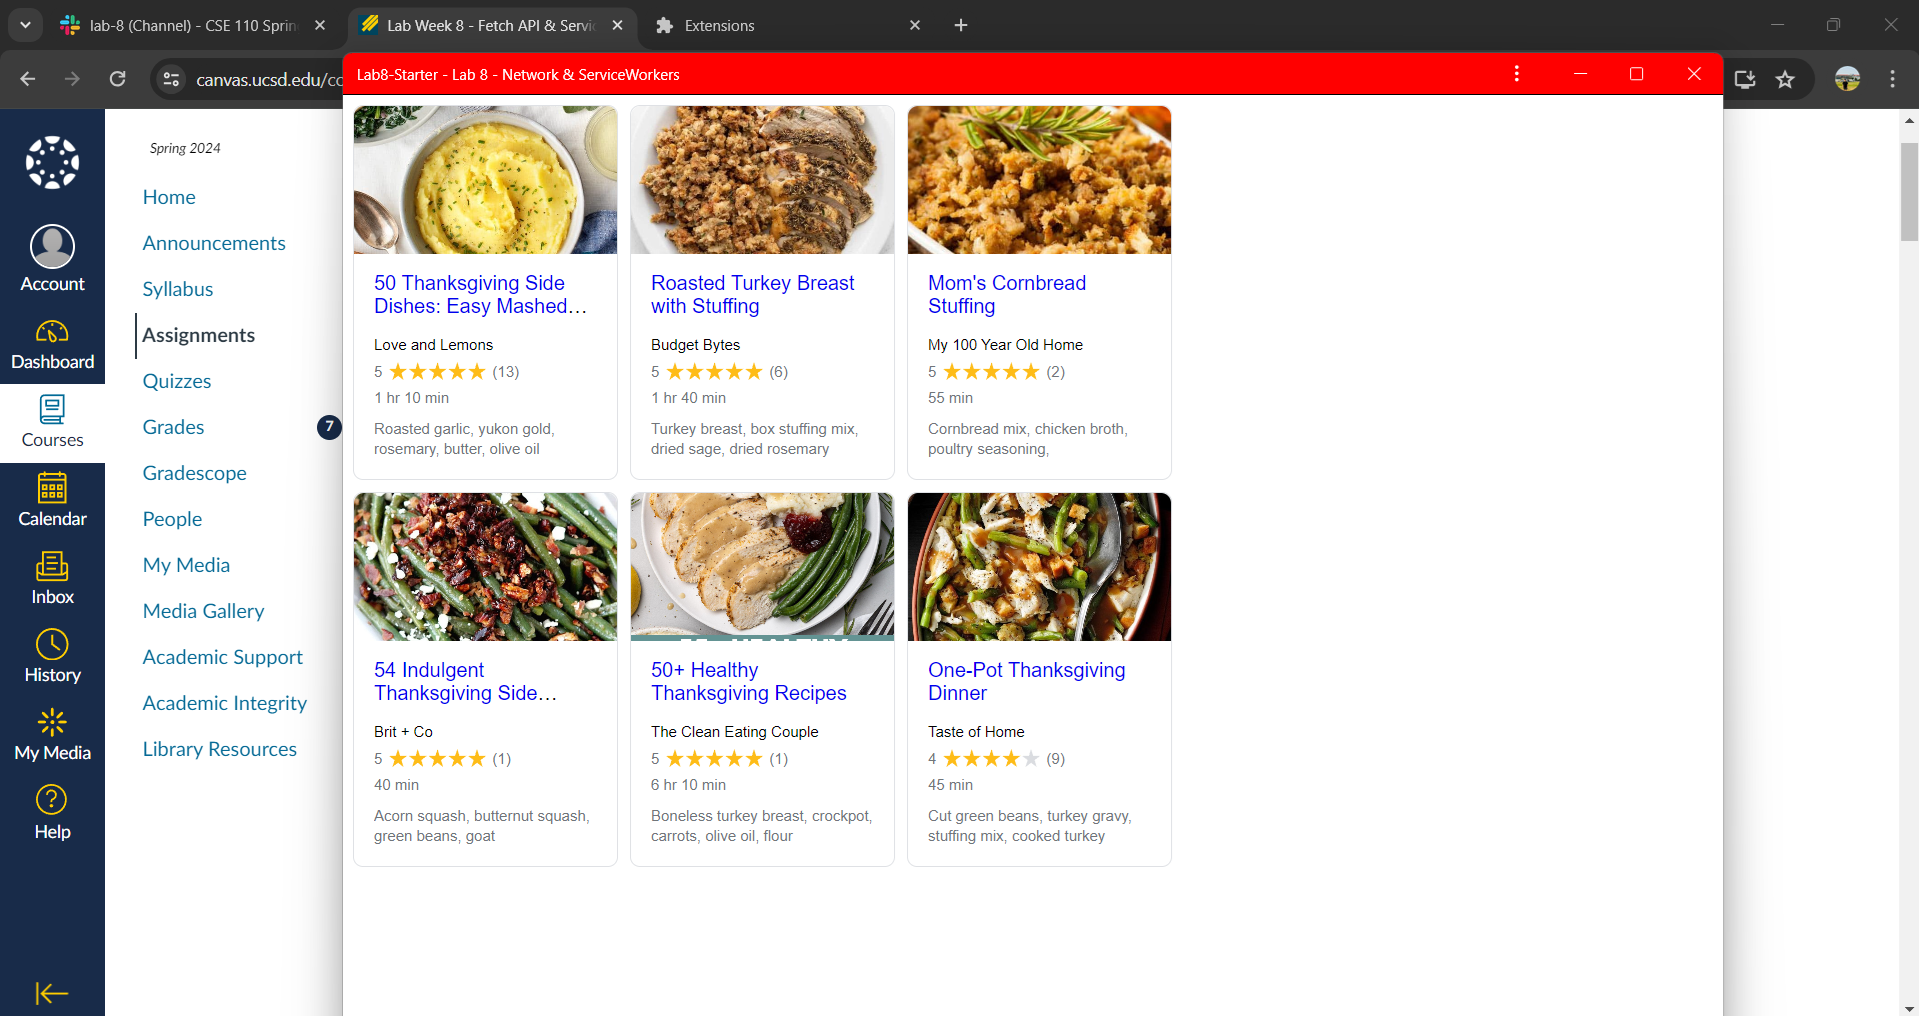 lab-8 (Channel) - CSE 110 Sprin
Lab Week 8 - Fetch API & Servi
Extensions
canvas.ucsd.edu/co
Lab8-Starter - Lab 8 - Network & ServiceWorkers
Account
Dashboard
Courses
Calendar
Inbox
History
My Media
Help
Spring 2024
Home
Announcements
Syllabus
Assignments
Quizzes
Grades
7
Gradescope
People
My Media
Media Gallery
Academic Support
Academic Integrity
Library Resources
50 Thanksgiving Side
Dishes: Easy Mashed...
Love and Lemons
5 ★★★★★ (13)
1 hr 10 min
Roasted garlic, yukon gold,
rosemary, butter, olive oil
Roasted Turkey Breast
with Stuffing
Budget Bytes
5 ★★★★★ (6)
1 hr 40 min
Turkey breast, box stuffing mix,
dried sage, dried rosemary
Mom's Cornbread
Stuffing
My 100 Year Old Home
5 ★★★★★ (2)
55 min
Cornbread mix, chicken broth,
poultry seasoning,
54 Indulgent
Thanksgiving Side...
Brit + Co
5 ★★★★★ (1)
40 min
Acorn squash, butternut squash,
green beans, goat
50+ Healthy
Thanksgiving Recipes
The Clean Eating Couple
5 ★★★★★ (1)
6 hr 10 min
Boneless turkey breast, crockpot,
carrots, olive oil, flour
One-Pot Thanksgiving
Dinner
Taste of Home
4 ★★★★★ (9)
45 min
Cut green beans, turkey gravy,
stuffing mix, cooked turkey